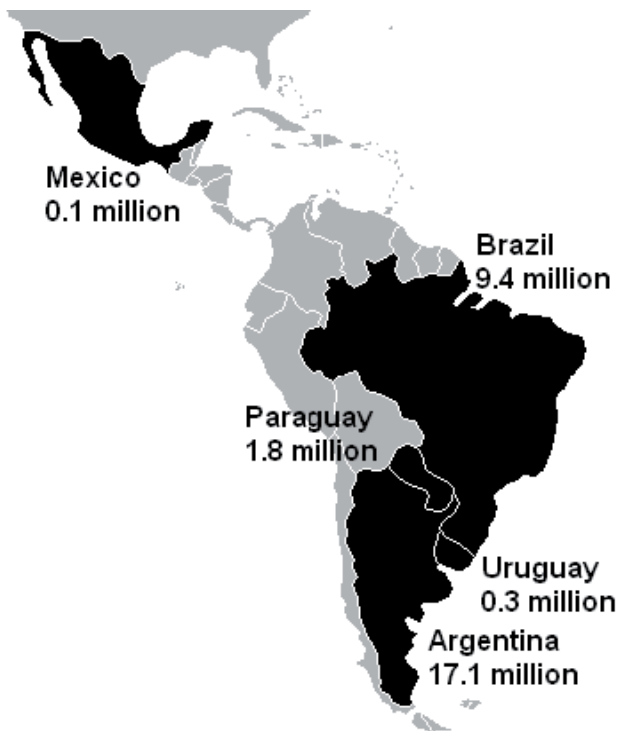 Mexico
0.1 million
Brazil
9.4 million
Paraguay
1.8 million
Uruguay
0.3 million
Argentina
17.1 million